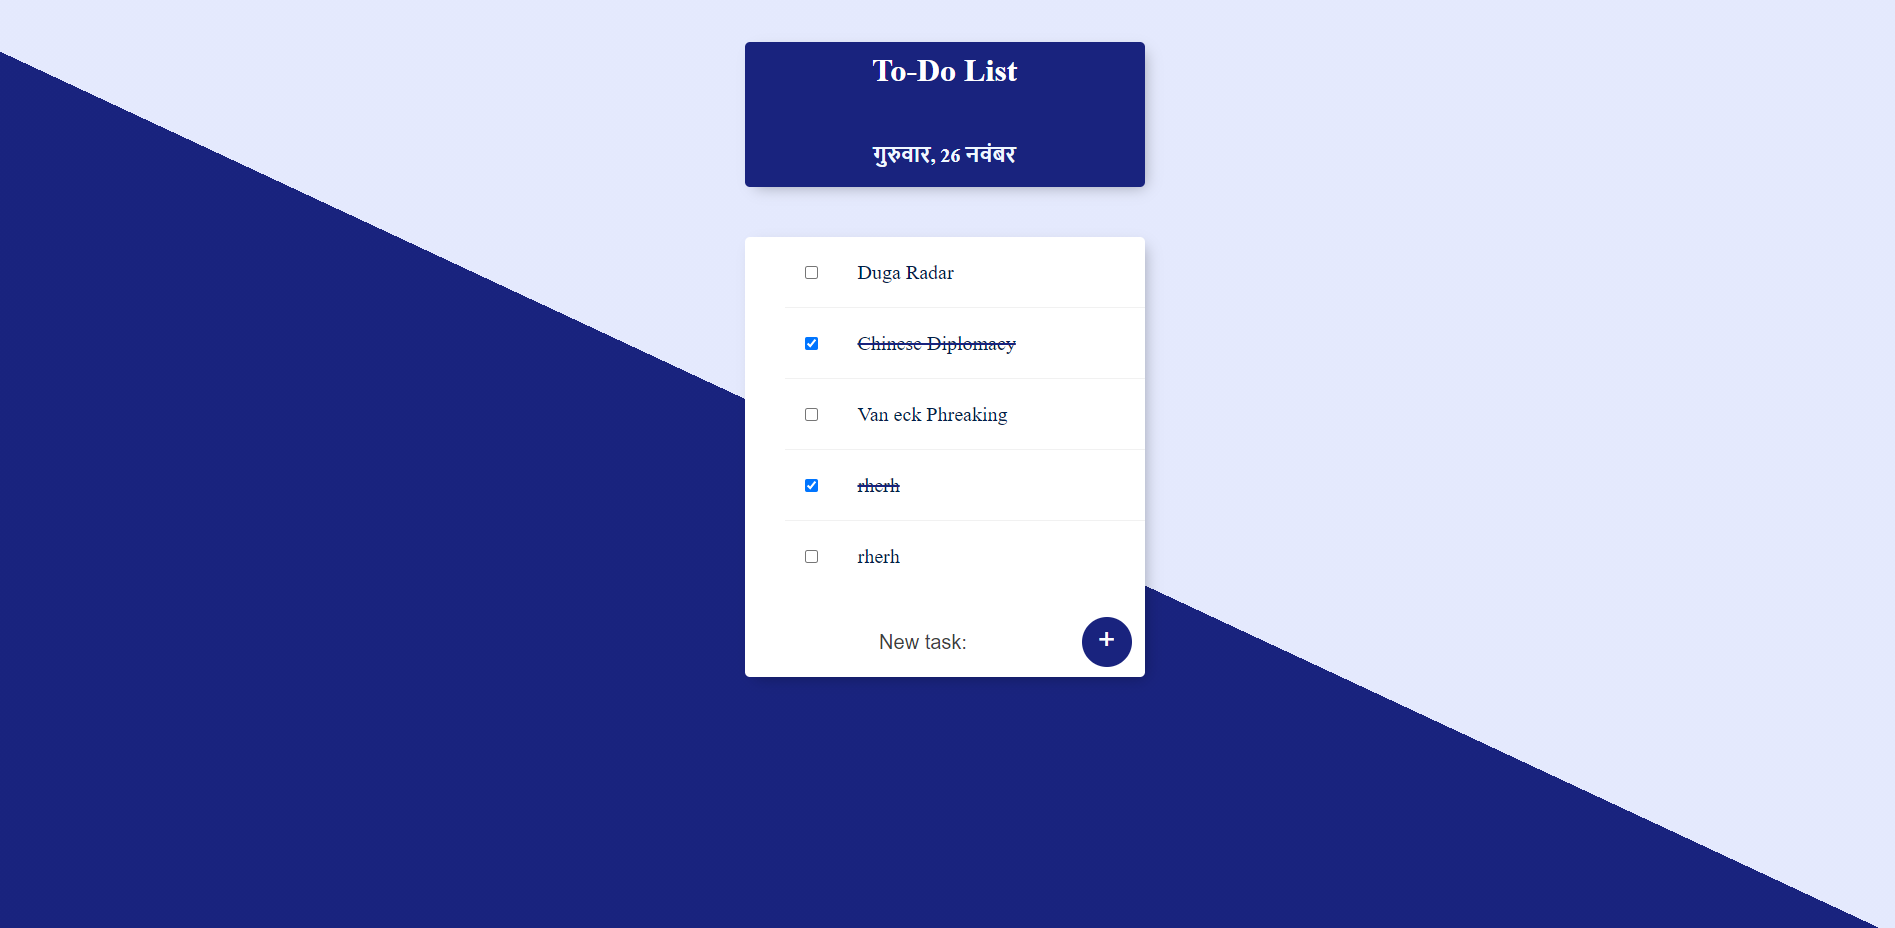 To-Do List
गुरुवार, 26 नवंबर
Duga Radar
Chinese Diplomacy
Van eck Phreaking
rherh
rherh
New task:
+